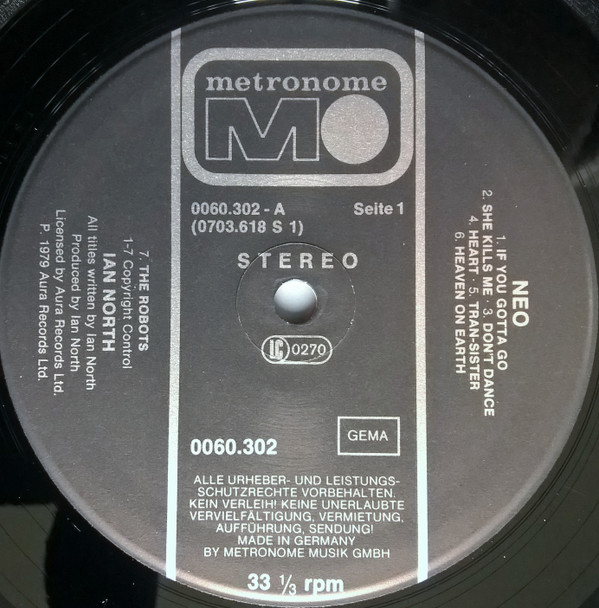 metronome
MO
0060.302 - A Seite 1
(0703.618 S 1)
STEREO
LC 0270
0060.302
GEMA
ALLE URHEBER- UND LEISTUNGS-
SCHUTZRECHTE VORBEHALTEN.
KEIN VERLEIH! KEINE UNERLAUBTE
VERVIELFÄLTIGUNG, VERMIETUNG,
AUFFÜHRUNG, SENDUNG!
MADE IN GERMANY
BY METRONOME MUSIK GMBH
33 1/3 rpm
NEO
1. IF YOU GOTTA GO
2. SHE KILLS ME · 3. DON'T DANCE
4. HEART · 5. TRAN-SISTER
6. HEAVEN ON EARTH
7. THE ROBOTS
1-7 Copyright Control
IAN NORTH
All titles written by Ian North
Produced by Ian North
Licensed by Aura Records Ltd.
P. 1979 Aura Records Ltd.